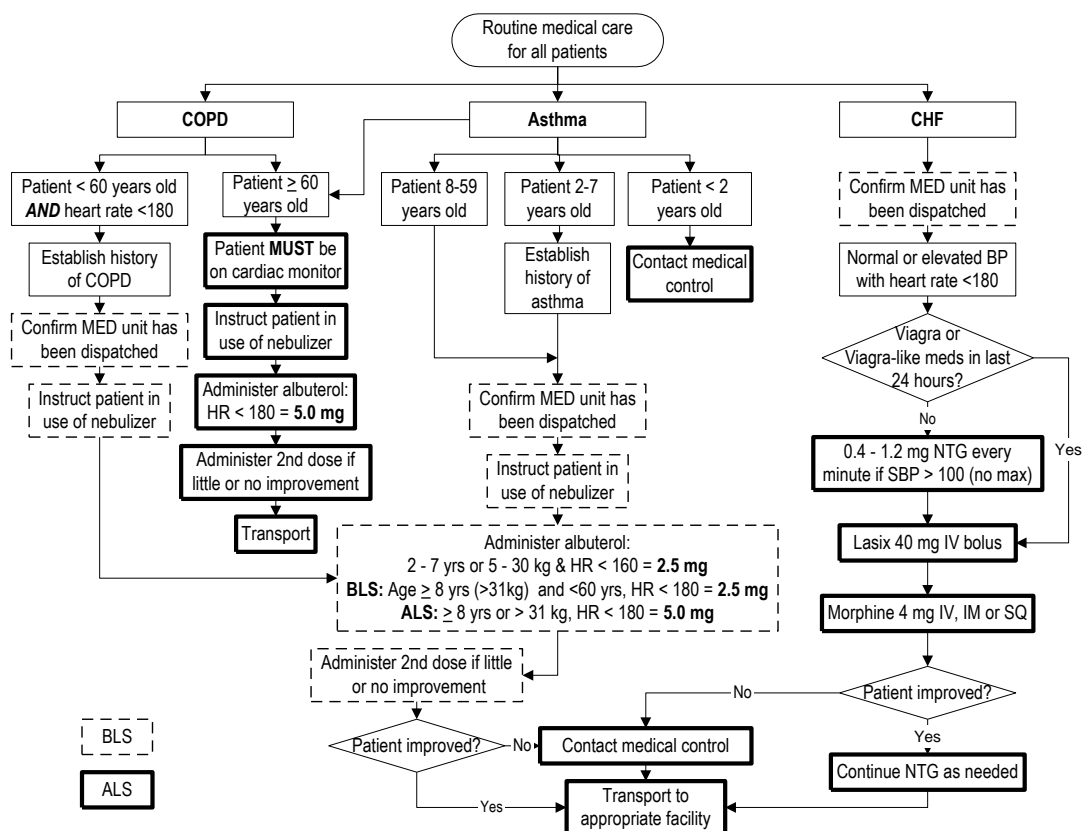 Routine medical care
for all patients
COPD
Asthma
CHF
Patient < 60 years old
AND heart rate <180
Patient ≥ 60
years old
Patient 8-59
years old
Patient 2-7
years old
Patient < 2
years old
Confirm MED unit has
been dispatched
Establish history
of COPD
Patient MUST be
on cardiac monitor
Establish
history of
asthma
Contact medical
control
Normal or elevated BP
with heart rate <180
Confirm MED unit has
been dispatched
Instruct patient in
use of nebulizer
Viagra or
Viagra-like meds in last
24 hours?
Instruct patient in
use of nebulizer
Administer albuterol:
HR < 180 = 5.0 mg
Confirm MED unit has
been dispatched
No
Yes
Administer 2nd dose if
little or no improvement
Instruct patient in
use of nebulizer
0.4 - 1.2 mg NTG every
minute if SBP > 100 (no max)
Transport
Administer albuterol:
2 - 7 yrs or 5 - 30 kg & HR < 160 = 2.5 mg
BLS: Age ≥ 8 yrs (>31kg) and <60 yrs, HR < 180 = 2.5 mg
ALS: ≥ 8 yrs or > 31 kg, HR < 180 = 5.0 mg
Lasix 40 mg IV bolus
Morphine 4 mg IV, IM or SQ
Administer 2nd dose if little
or no improvement
No
Patient improved?
Yes
BLS
Patient improved?
No
Contact medical control
Continue NTG as needed
ALS
Yes
Transport to
appropriate facility